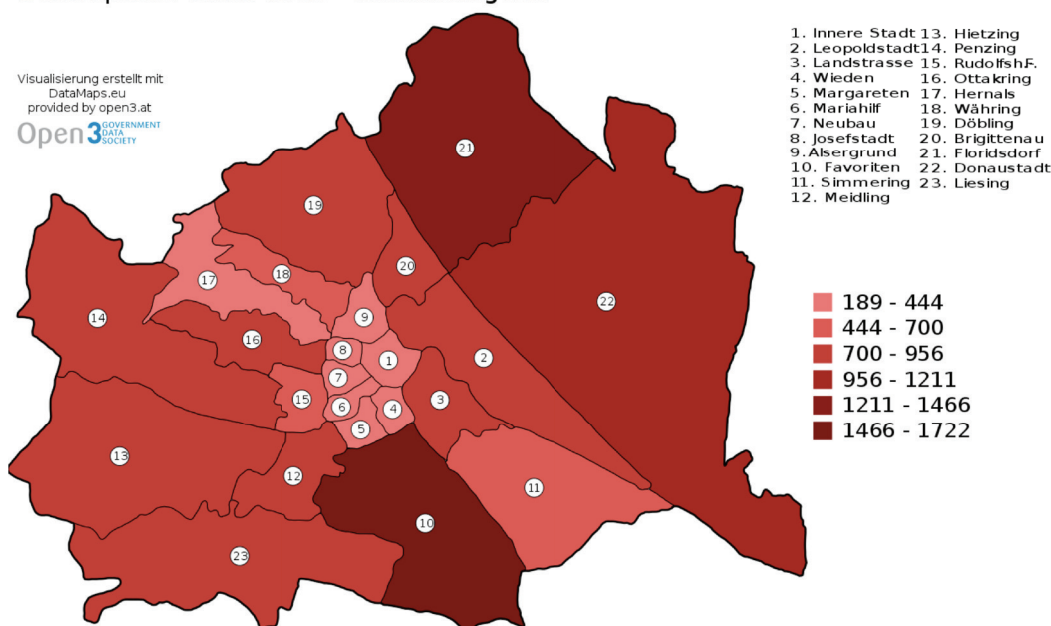 Visualisierung erstellt mit
DataMaps.eu
provided by open3.at
Open3 GOVERNMENT
DATA
SOCIETY
1. Innere Stadt 13. Hietzing
2. Leopoldstadt 14. Penzing
3. Landstrasse 15. Rudolfsh.F.
4. Wieden 16. Ottakring
5. Margareten 17. Hernals
6. Mariahilf 18. Währing
7. Neubau 19. Döbling
8. Josefstadt 20. Brigittenau
9. Alsergrund 21. Floridsdorf
10. Favoriten 22. Donaustadt
11. Simmering 23. Liesing
12. Meidling
21
19
20
18
17
22
14
9
16
8
1
2
7
15
6
4
3
5
13
12
11
10
23
189 - 444
444 - 700
700 - 956
956 - 1211
1211 - 1466
1466 - 1722